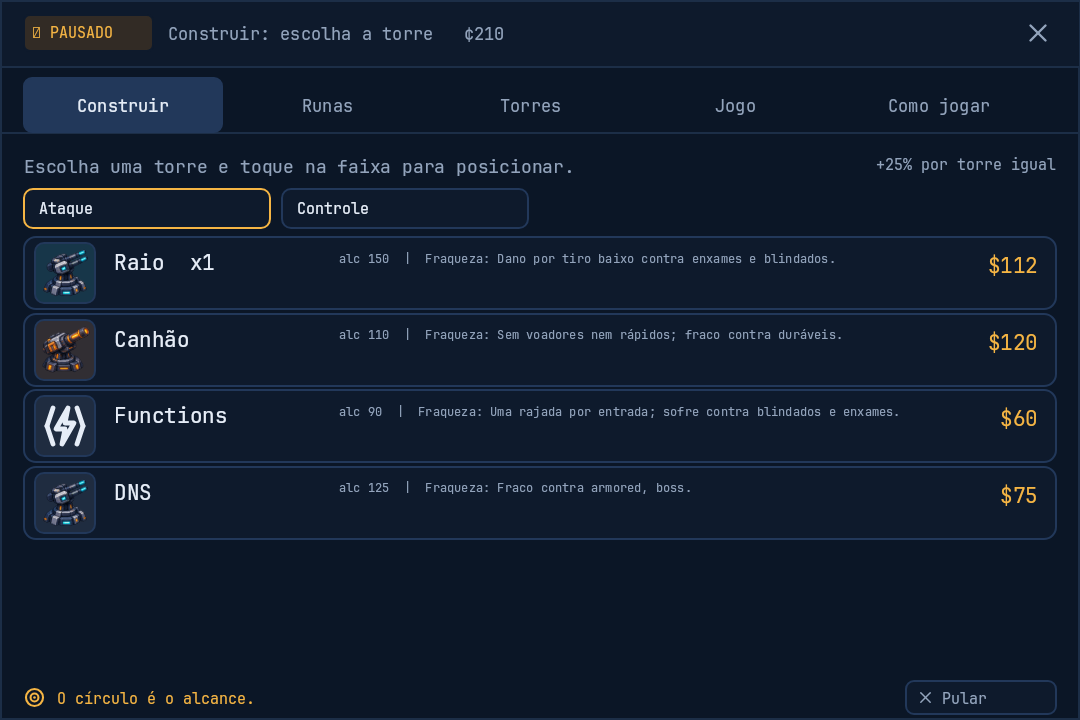 PAUSADO Construir: escolha a torre ₵210
Construir Runas Torres Jogo Como jogar
Escolha uma torre e toque na faixa para posicionar. +25% por torre igual
Ataque Controle
Raio x1 alc 150 | Fraqueza: Dano por tiro baixo contra enxames e blindados. $112
Canhão alc 110 | Fraqueza: Sem voadores nem rápidos; fraco contra duráveis. $120
Functions alc 90 | Fraqueza: Uma rajada por entrada; sofre contra blindados e enxames. $60
DNS alc 125 | Fraqueza: Fraco contra armored, boss. $75
O círculo é o alcance. Pular